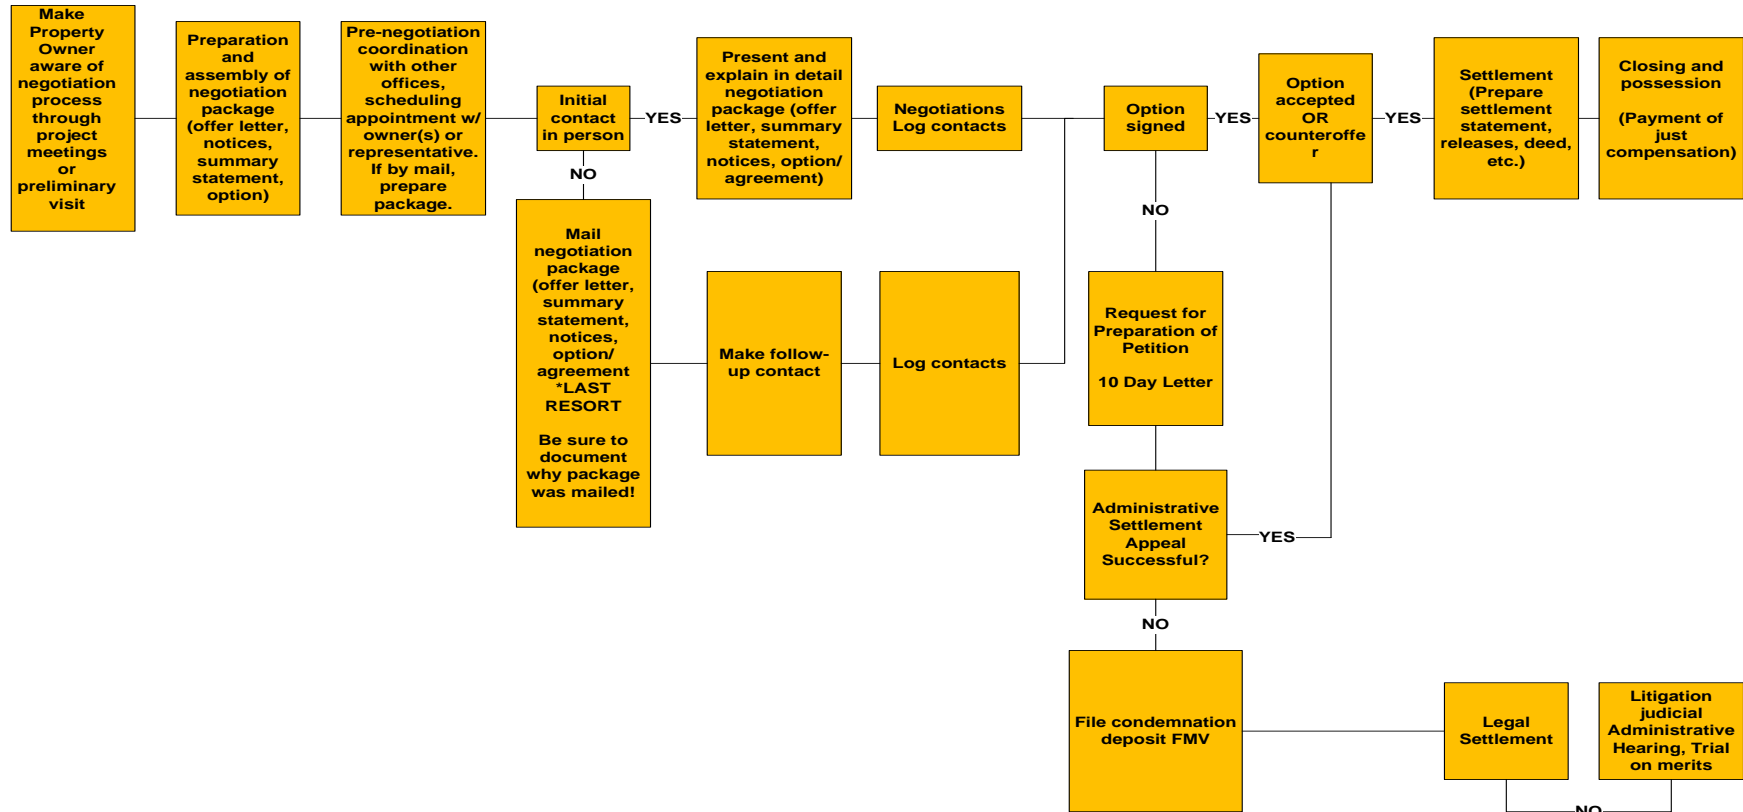 Make
Property
Owner
aware of
negotiation
process
through
project
meetings
or
preliminary
visit
Preparation
and
assembly of
negotiation
package
(offer letter,
notices,
summary
statement,
option)
Pre-negotiation
coordination
with other
offices,
scheduling
appointment w/
owner(s) or
representative.
If by mail,
prepare
package.
Initial
contact
in person
YES
NO
Present and
explain in detail
negotiation
package (offer
letter, summary
statement,
notices, option/
agreement)
Negotiations
Log contacts
Option
signed
YES
NO
Option
accepted
OR
counteroffe
r
YES
Settlement
(Prepare
settlement
statement,
releases, deed,
etc.)
Closing and
possession
(Payment of
just
compensation)
Mail
negotiation
package
(offer letter,
summary
statement,
notices,
option/
agreement
*LAST
RESORT
Be sure to
document
why package
was mailed!
Make follow-
up contact
Log contacts
Request for
Preparation of
Petition
10 Day Letter
Administrative
Settlement
Appeal
Successful?
YES
NO
File condemnation
deposit FMV
Legal
Settlement
Litigation
judicial
Administrative
Hearing, Trial
on merits
NO